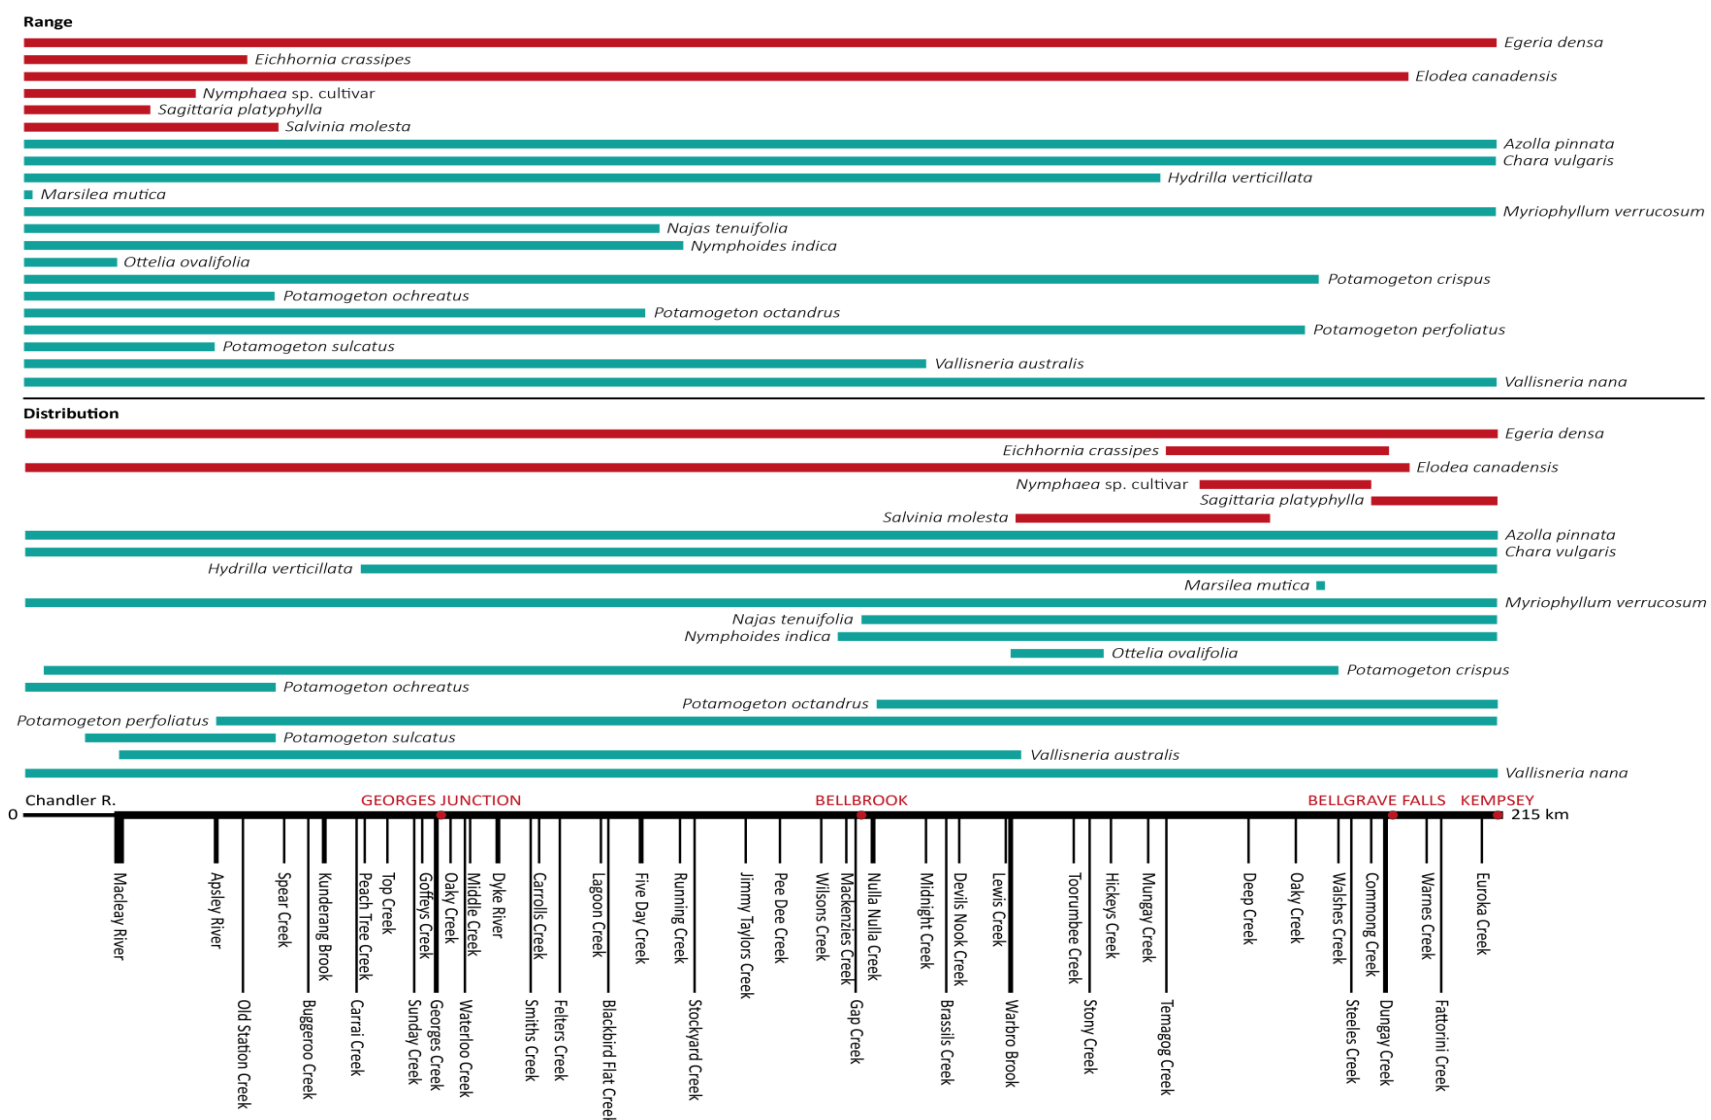 Range
Egeria densa
Eichhornia crassipes
Elodea canadensis
Nymphaea sp. cultivar
Sagittaria platyphylla
Salvinia molesta
Azolla pinnata
Chara vulgaris
Hydrilla verticillata
Marsilea mutica
Myriophyllum verrucosum
Najas tenuifolia
Nymphoides indica
Ottelia ovalifolia
Potamogeton crispus
Potamogeton ochreatus
Potamogeton octandrus
Potamogeton perfoliatus
Potamogeton sulcatus
Vallisneria australis
Vallisneria nana
Distribution
Egeria densa
Eichhornia crassipes
Elodea canadensis
Nymphaea sp. cultivar
Sagittaria platyphylla
Salvinia molesta
Azolla pinnata
Chara vulgaris
Hydrilla verticillata
Marsilea mutica
Myriophyllum verrucosum
Najas tenuifolia
Nymphoides indica
Ottelia ovalifolia
Potamogeton crispus
Potamogeton ochreatus
Potamogeton octandrus
Potamogeton perfoliatus
Potamogeton sulcatus
Vallisneria australis
Vallisneria nana
Chandler R.
GEORGES JUNCTION
BELLBROOK
BELLGRAVE FALLS
KEMPSEY
0
215 km
Macleay River
Apsley River
Old Station Creek
Spear Creek
Buggeroo Creek
Kunderang Brook
Carrai Creek
Peach Tree Creek
Top Creek
Sunday Creek
Goffeys Creek
Georges Creek
Oaky Creek
Waterloo Creek
Middle Creek
Dyke River
Smiths Creek
Carrolls Creek
Felters Creek
Lagoon Creek
Blackbird Flat Creek
Five Day Creek
Running Creek
Stockyard Creek
Jimmy Taylors Creek
Pee Dee Creek
Wilsons Creek
Mackenzies Creek
Gap Creek
Nulla Nulla Creek
Midnight Creek
Brassils Creek
Devils Nook Creek
Lewis Creek
Warbro Brook
Toorumbee Creek
Stony Creek
Hickeys Creek
Mungay Creek
Temagog Creek
Deep Creek
Oaky Creek
Walshes Creek
Steeles Creek
Commong Creek
Dungay Creek
Warnes Creek
Fattorini Creek
Euroka Creek